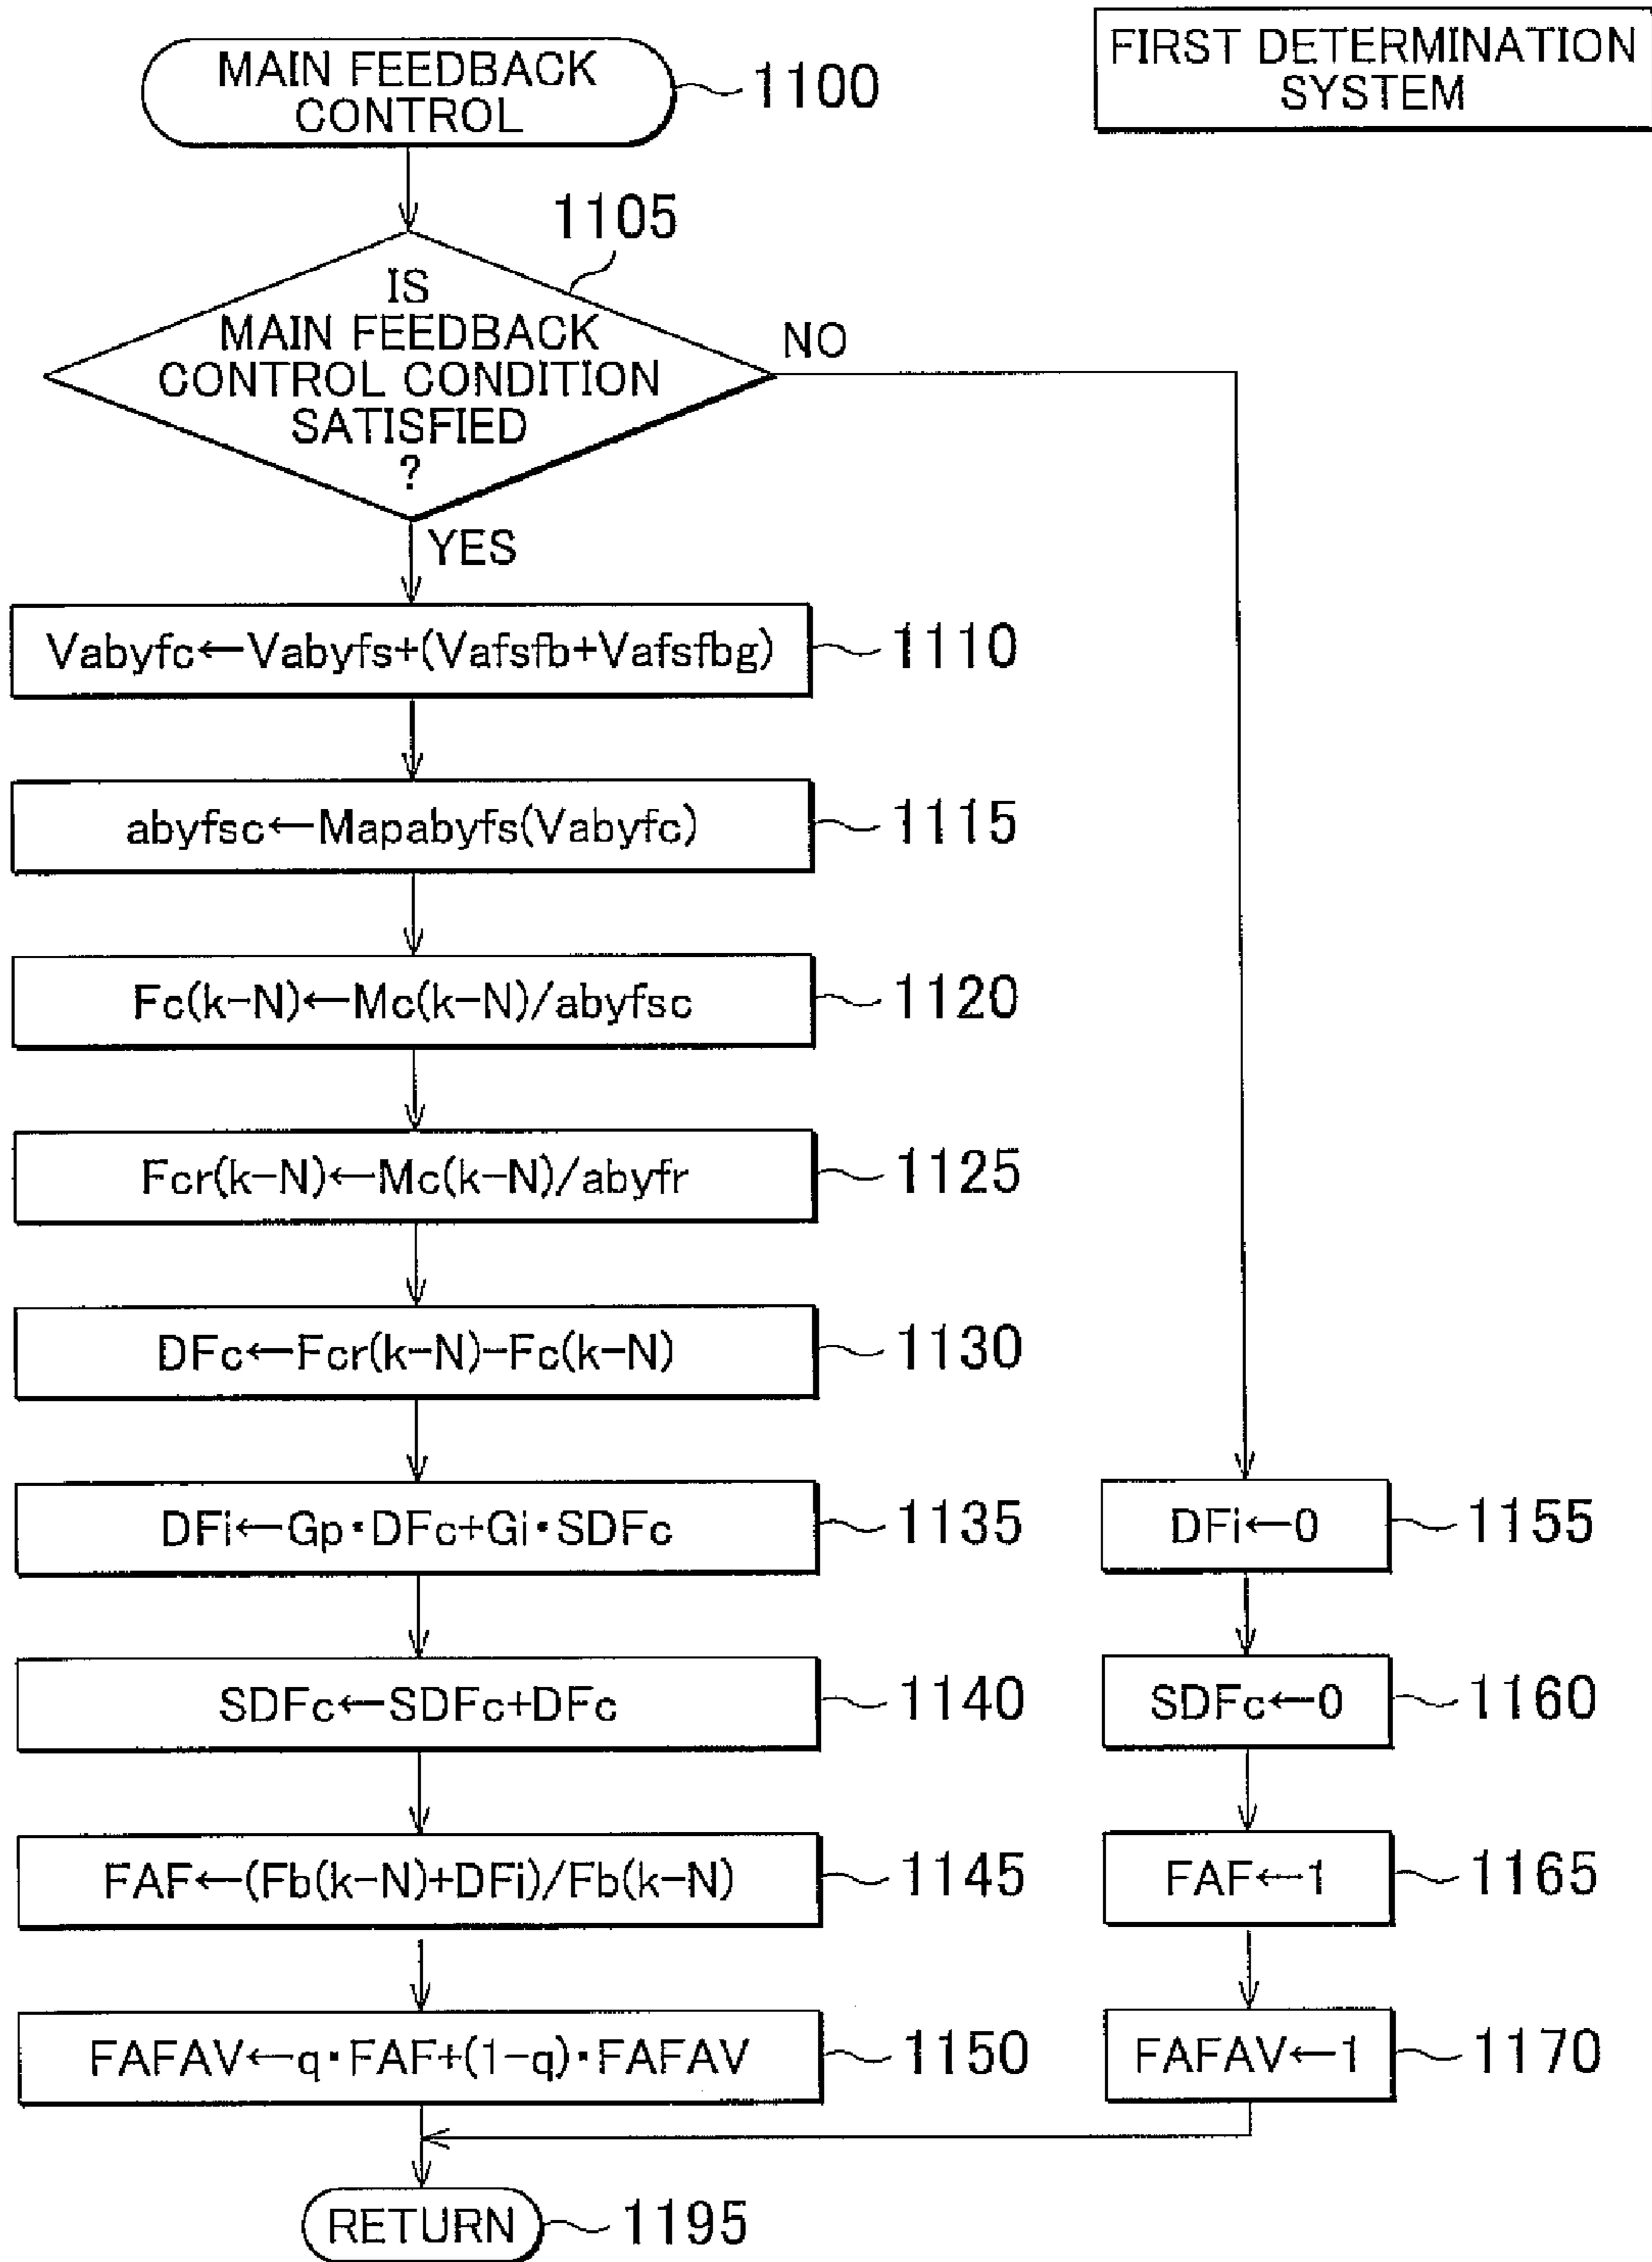 MAIN FEEDBACK
CONTROL
1100
FIRST DETERMINATION
SYSTEM
1105
IS
MAIN FEEDBACK
CONTROL CONDITION
SATISFIED
?
NO
YES
Vabyfc←Vabyfs+(Vafsfb+Vafsfbg)
1110
abyfsc←Mapabyfs(Vabyfc)
1115
Fc(k-N)←Mc(k-N)/abyfsc
1120
Fcr(k-N)←Mc(k-N)/abyfr
1125
DFc←Fcr(k-N)-Fc(k-N)
1130
DFi←Gp・DFc+Gi・SDFc
1135
DFi←0
1155
SDFc←SDFc+DFc
1140
SDFc←0
1160
FAF←(Fb(k-N)+DFi)/Fb(k-N)
1145
FAF←1
1165
FAFAV←q・FAF+(1-q)・FAFAV
1150
FAFAV←1
1170
RETURN
1195